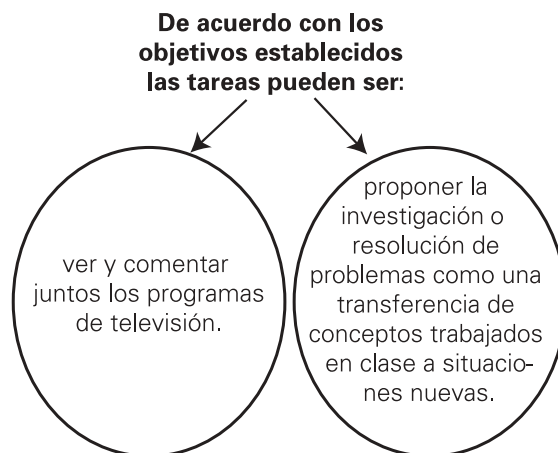 De acuerdo con los
objetivos establecidos
las tareas pueden ser:
ver y comentar
juntos los programas
de televisión.
proponer la
investigación o
resolución de
problemas como una
transferencia de
conceptos trabajados
en clase a situacio-
nes nuevas.